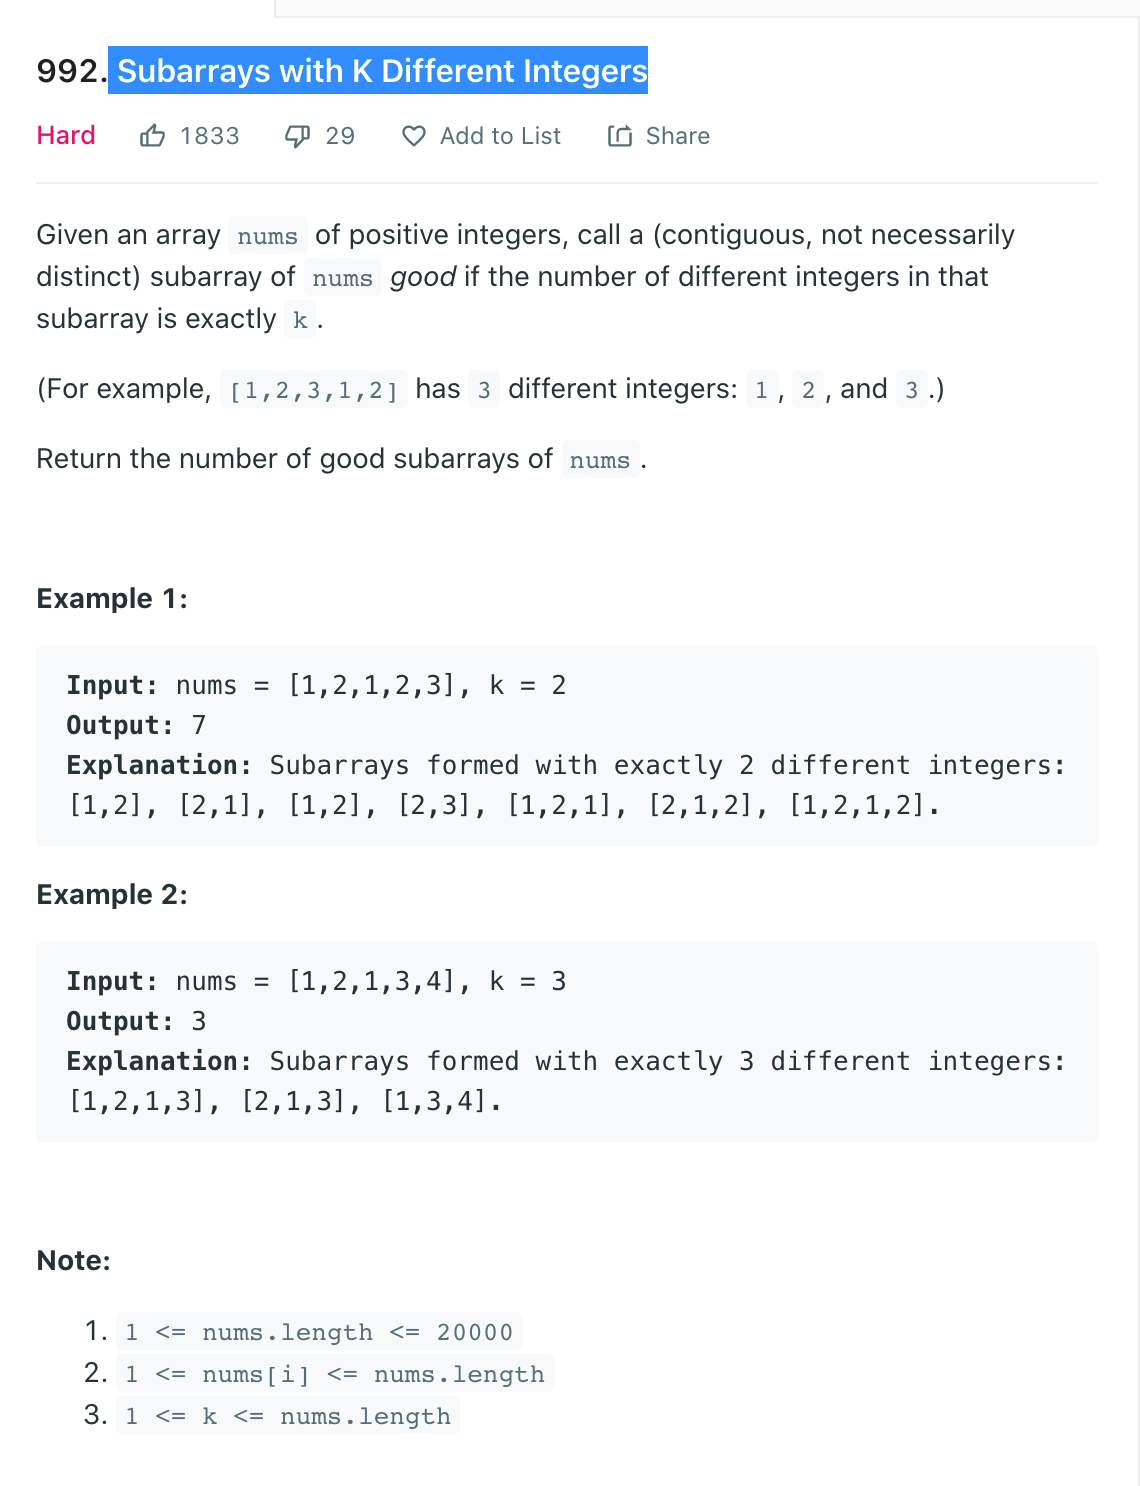 992. Subarrays with K Different Integers
Hard 1833 29 Add to List Share
Given an array nums of positive integers, call a (contiguous, not necessarily
distinct) subarray of nums good if the number of different integers in that
subarray is exactly k.
(For example, [1,2,3,1,2] has 3 different integers: 1, 2, and 3.)
Return the number of good subarrays of nums.
Example 1:
Input: nums = [1,2,1,2,3], k = 2
Output: 7
Explanation: Subarrays formed with exactly 2 different integers:
[1,2], [2,1], [1,2], [2,3], [1,2,1], [2,1,2], [1,2,1,2].
Example 2:
Input: nums = [1,2,1,3,4], k = 3
Output: 3
Explanation: Subarrays formed with exactly 3 different integers:
[1,2,1,3], [2,1,3], [1,3,4].
Note:
1. 1 <= nums.length <= 20000
2. 1 <= nums[i] <= nums.length
3. 1 <= k <= nums.length